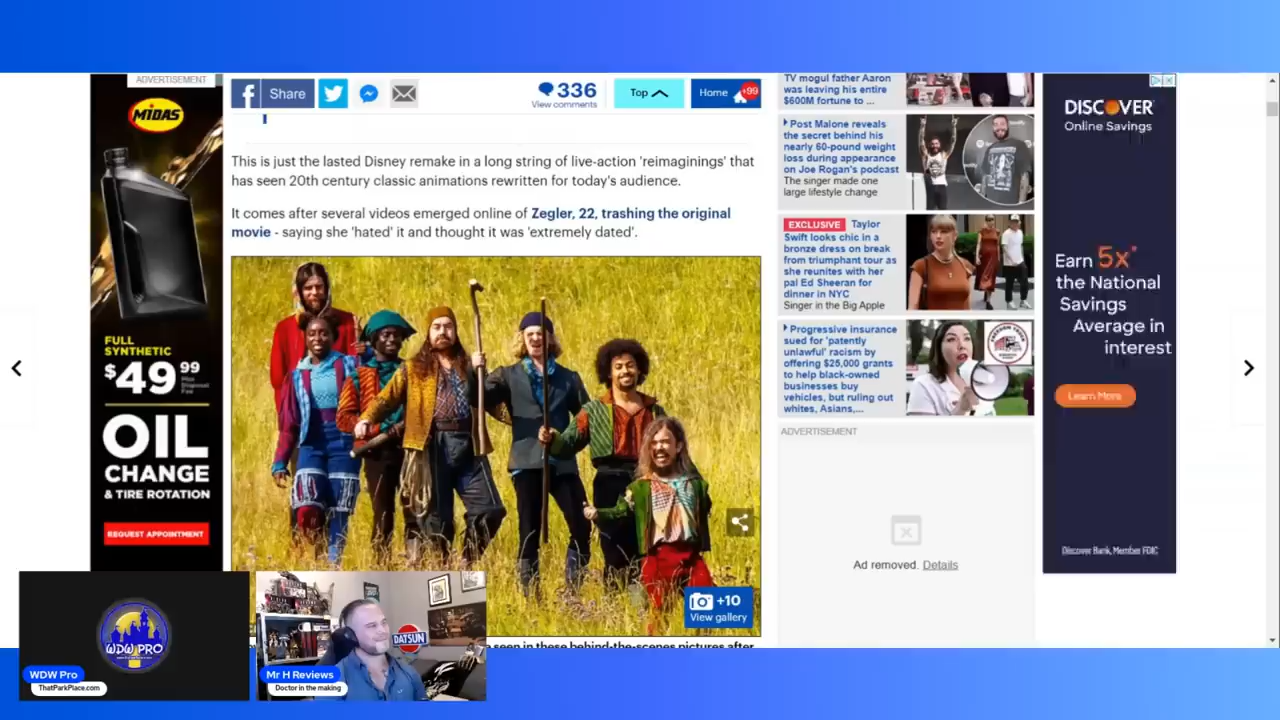 ADVERTISEMENT
MIDAS
FULL
SYNTHETIC
$49 99
OIL
CHANGE
& TIRE ROTATION
REQUEST APPOINTMENT
Share
336
View comments
Top
Home
+99
This is just the lasted Disney remake in a long string of live-action 'reimaginings' that
has seen 20th century classic animations rewritten for today's audience.
It comes after several videos emerged online of Zegler, 22, trashing the original
movie - saying she 'hated' it and thought it was 'extremely dated'.
+10
View gallery
seen in these behind-the-scenes pictures after
TV mogul father Aaron
was leaving his entire
$600M fortune to ...
Post Malone reveals
the secret behind his
nearly 60-pound weight
loss during appearance
on Joe Rogan's podcast
The singer made one
large lifestyle change
EXCLUSIVE Taylor
Swift looks chic in a
bronze dress on break
from triumphant tour as
she reunites with her
pal Ed Sheeran for
dinner in NYC
Singer in the Big Apple
Progressive insurance
sued for 'patently
unlawful' racism by
offering $25,000 grants
to help black-owned
businesses buy
vehicles, but ruling out
whites, Asians,...
ADVERTISEMENT
Ad removed. Details
DISCOVER
Online Savings
Earn 5x*
the National
Savings
Average in
interest
Learn More
Discover Bank, Member FDIC
WDW PRO
WDW Pro
ThatParkPlace.com
DATSUN
Mr H Reviews
Doctor in the making